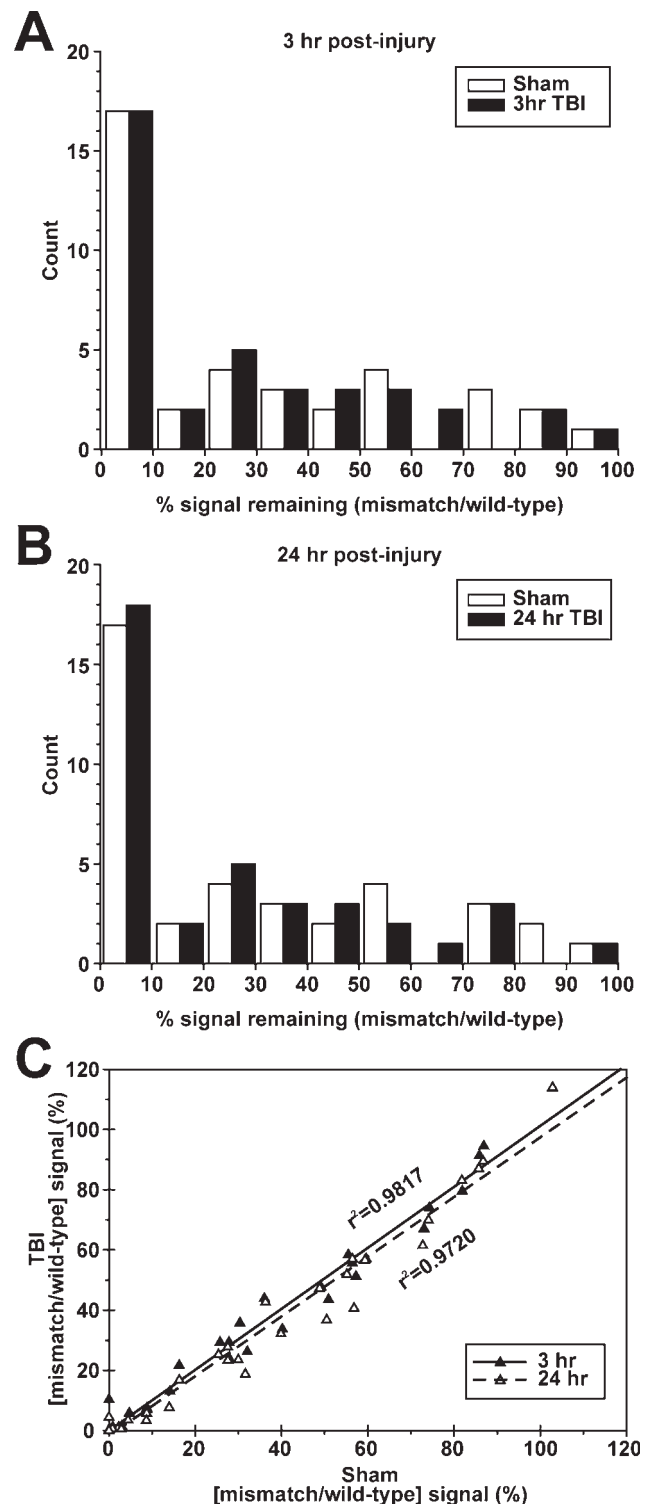 A
3 hr post-injury
20
15
10
5
0
Count
Sham
3hr TBI
0 10 20 30 40 50 60 70 80 90 100
% signal remaining (mismatch/wild-type)
B
24 hr post-injury
20
15
10
5
0
Count
Sham
24 hr TBI
0 10 20 30 40 50 60 70 80 90 100
% signal remaining (mismatch/wild-type)
C
120
100
80
60
40
20
0
TBI
[mismatch/wild-type] signal (%)
r²=0.9817
r²=0.9720
3 hr
24 hr
0 20 40 60 80 100 120
Sham
[mismatch/wild-type] signal (%)